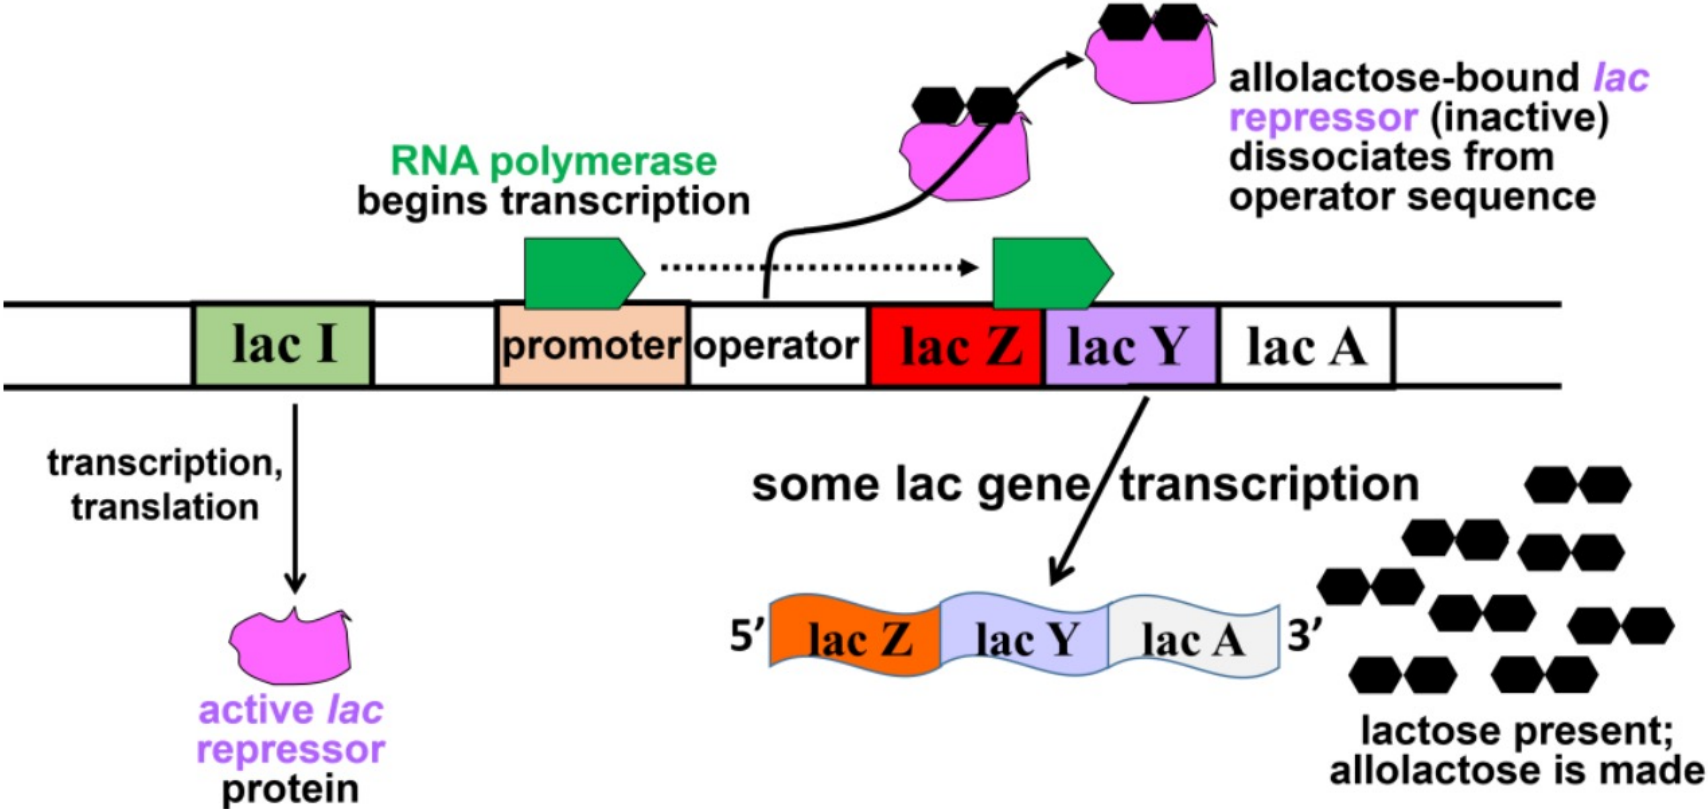 allolactose-bound lac
repressor (inactive)
dissociates from
operator sequence
RNA polymerase
begins transcription
lac I
promoter
operator
lac Z
lac Y
lac A
transcription,
translation
some lac gene transcription
5’
lac Z
lac Y
lac A
3’
active lac
repressor
protein
lactose present;
allolactose is made